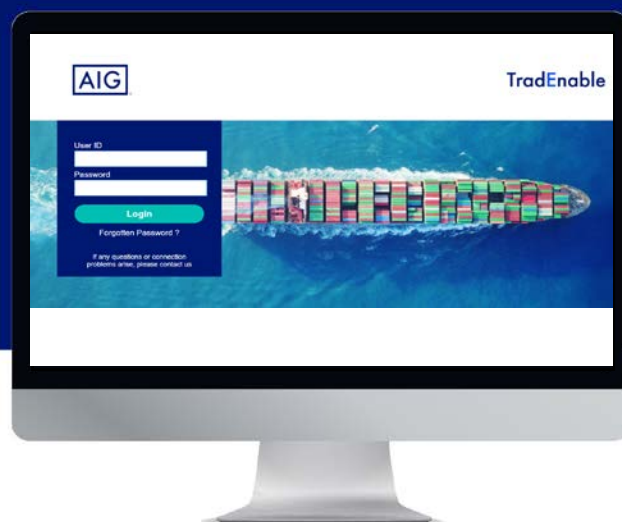 AIG
TradEnable
User ID
Password
Login
Forgotten Password ?
If any questions or connection
problems arise, please contact us